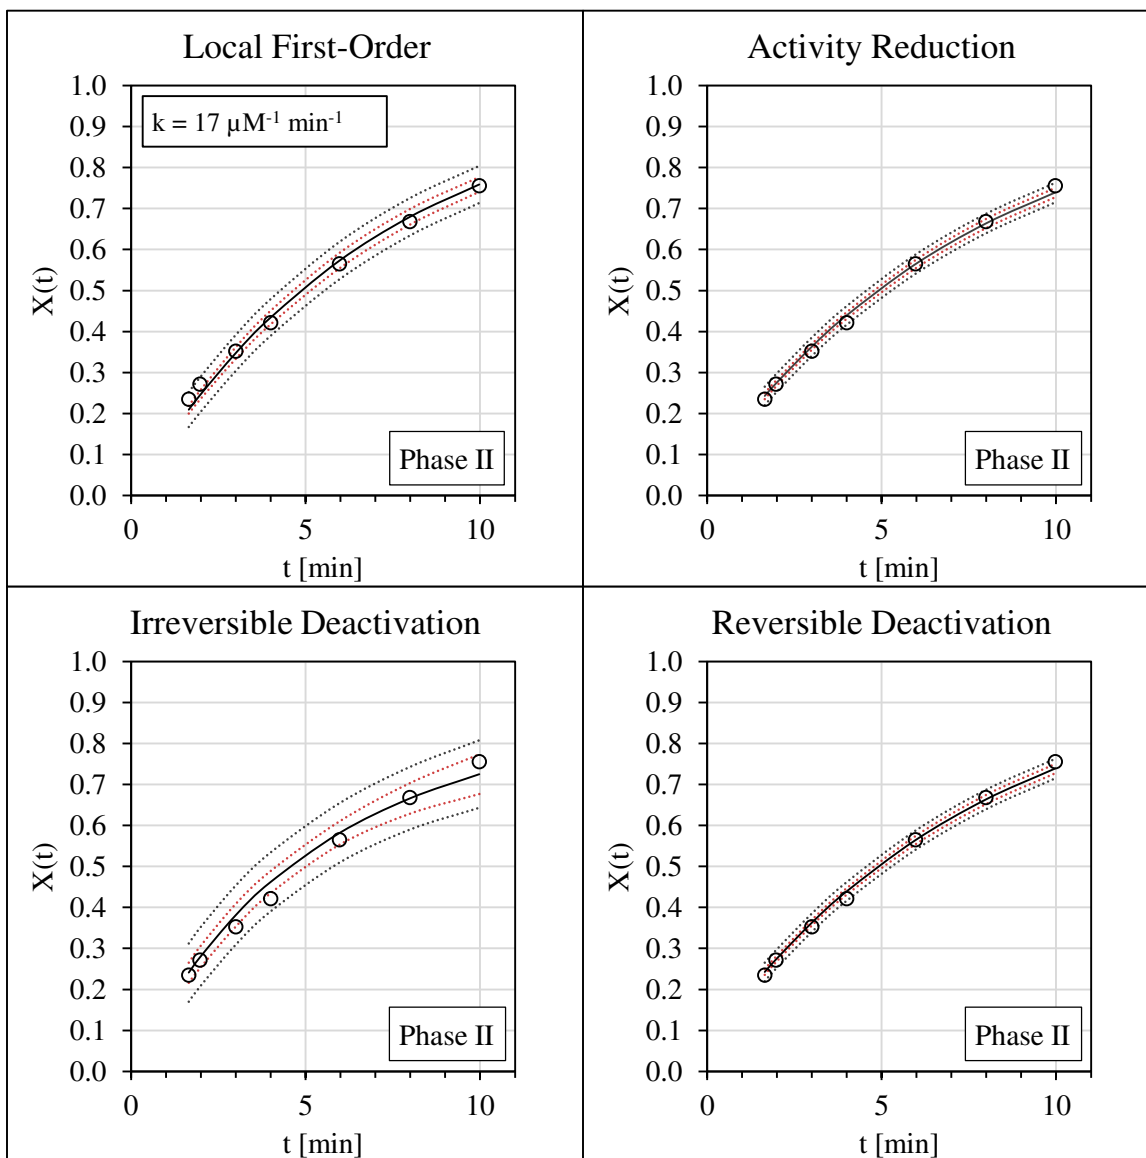 Local First-Order
1.0
0.9
0.8
0.7
0.6
0.5
0.4
0.3
0.2
0.1
0.0
X(t)
k = 17 µM⁻¹ min⁻¹
Phase II
0 5 10
t [min]
Activity Reduction
1.0
0.9
0.8
0.7
0.6
0.5
0.4
0.3
0.2
0.1
0.0
X(t)
Phase II
0 5 10
t [min]
Irreversible Deactivation
1.0
0.9
0.8
0.7
0.6
0.5
0.4
0.3
0.2
0.1
0.0
X(t)
Phase II
0 5 10
t [min]
Reversible Deactivation
1.0
0.9
0.8
0.7
0.6
0.5
0.4
0.3
0.2
0.1
0.0
X(t)
Phase II
0 5 10
t [min]